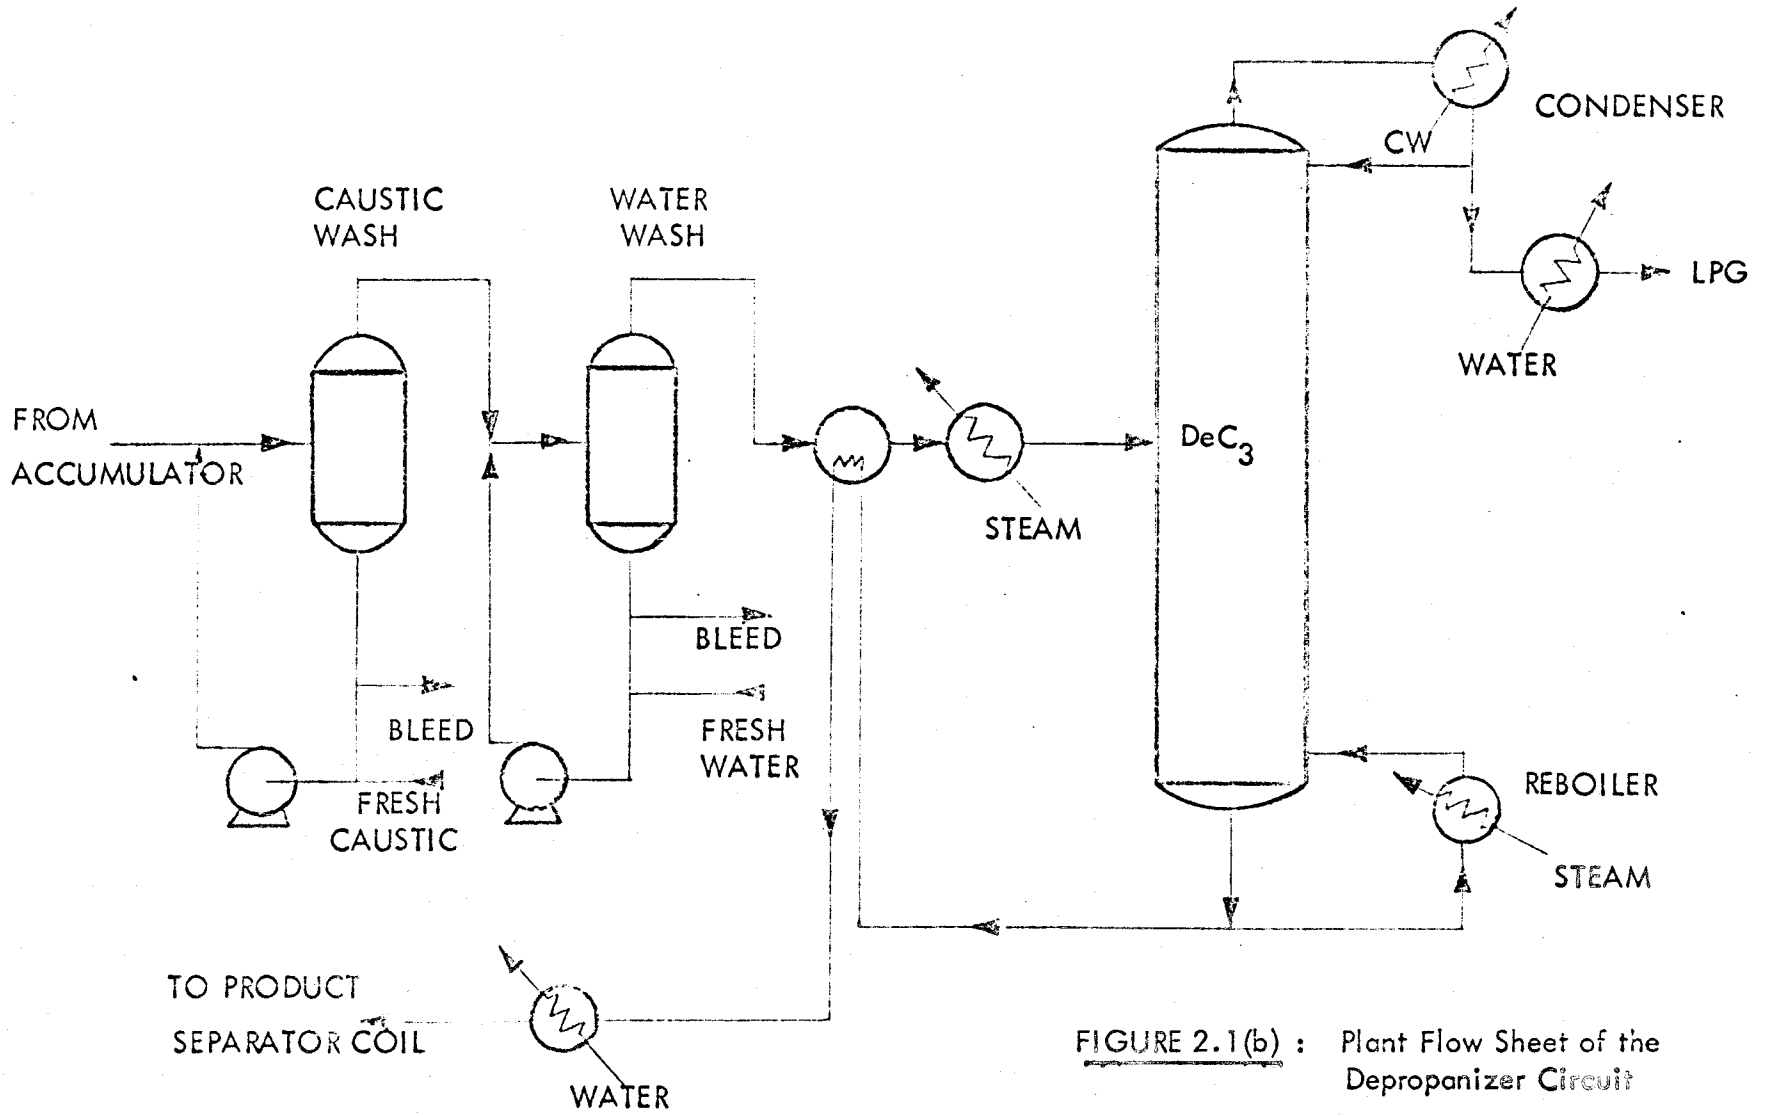 CONDENSER
CW
CAUSTIC
WASH
WATER
WASH
LPG
WATER
FROM
ACCUMULATOR
DeC3
STEAM
BLEED
BLEED
FRESH
WATER
FRESH
CAUSTIC
REBOILER
STEAM
TO PRODUCT
SEPARATOR COIL
WATER
FIGURE 2.1(b) : Plant Flow Sheet of the
Depropanizer Circuit